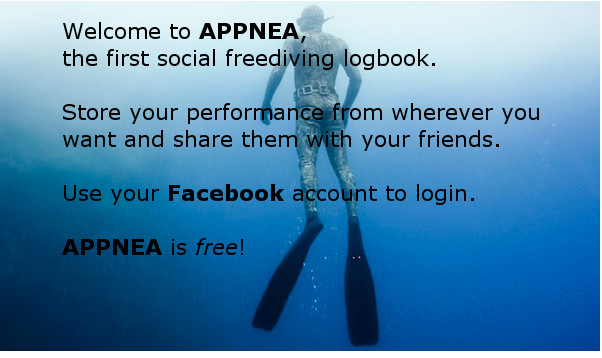 Welcome to APPNEA,
the first social freediving logbook.
Store your performance from wherever you
want and share them with your friends.
Use your Facebook account to login.
APPNEA is free!